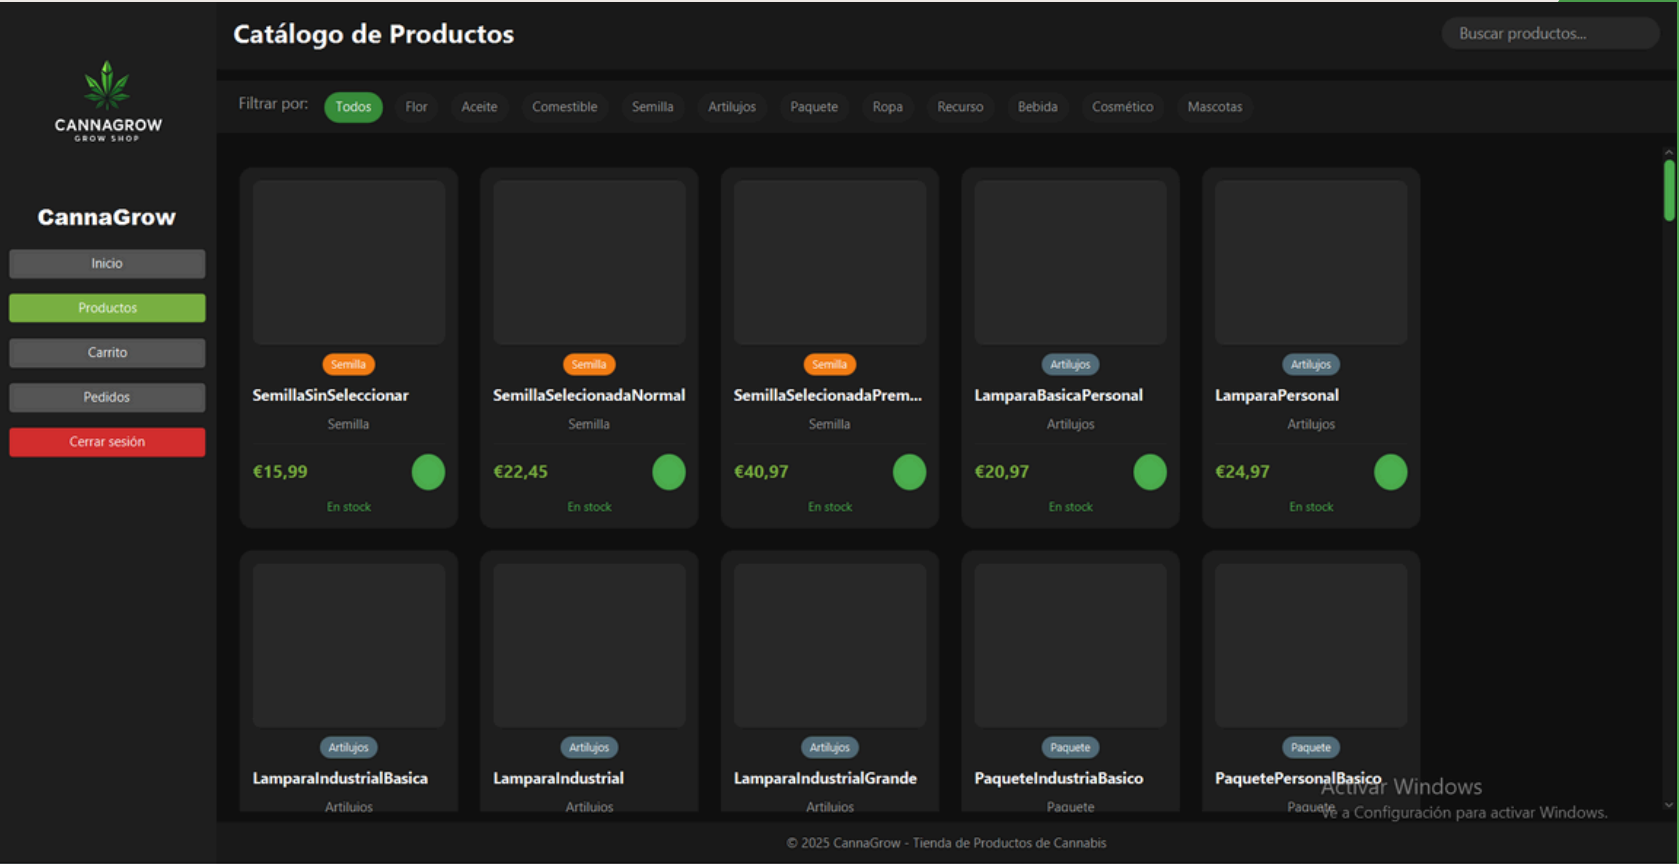 CANNAGROW
GROW SHOP
CannaGrow
Inicio
Productos
Carrito
Pedidos
Cerrar sesión
Catálogo de Productos
Buscar productos...
Filtrar por: Todos Flor Aceite Comestible Semilla Artilujos Paquete Ropa Recurso Bebida Cosmético Mascotas
Semilla Semilla Semilla Artilujos Artilujos
SemillaSinSeleccionar SemillaSelecionadaNormal SemillaSelecionadaPrem... LamparaBasicaPersonal LamparaPersonal
Semilla Semilla Semilla Artilujos Artilujos
€15,99 €22,45 €40,97 €20,97 €24,97
En stock En stock En stock En stock En stock
Artilujos Artilujos Artilujos Paquete Paquete
LamparaIndustrialBasica LamparaIndustrial LamparaIndustrialGrande PaqueteIndustriaBasico PaquetePersonalBasico
Artilujos Artilujos Artilujos Paquete Paquete
Activar Windows
Ve a Configuración para activar Windows.
© 2025 CannaGrow - Tienda de Productos de Cannabis